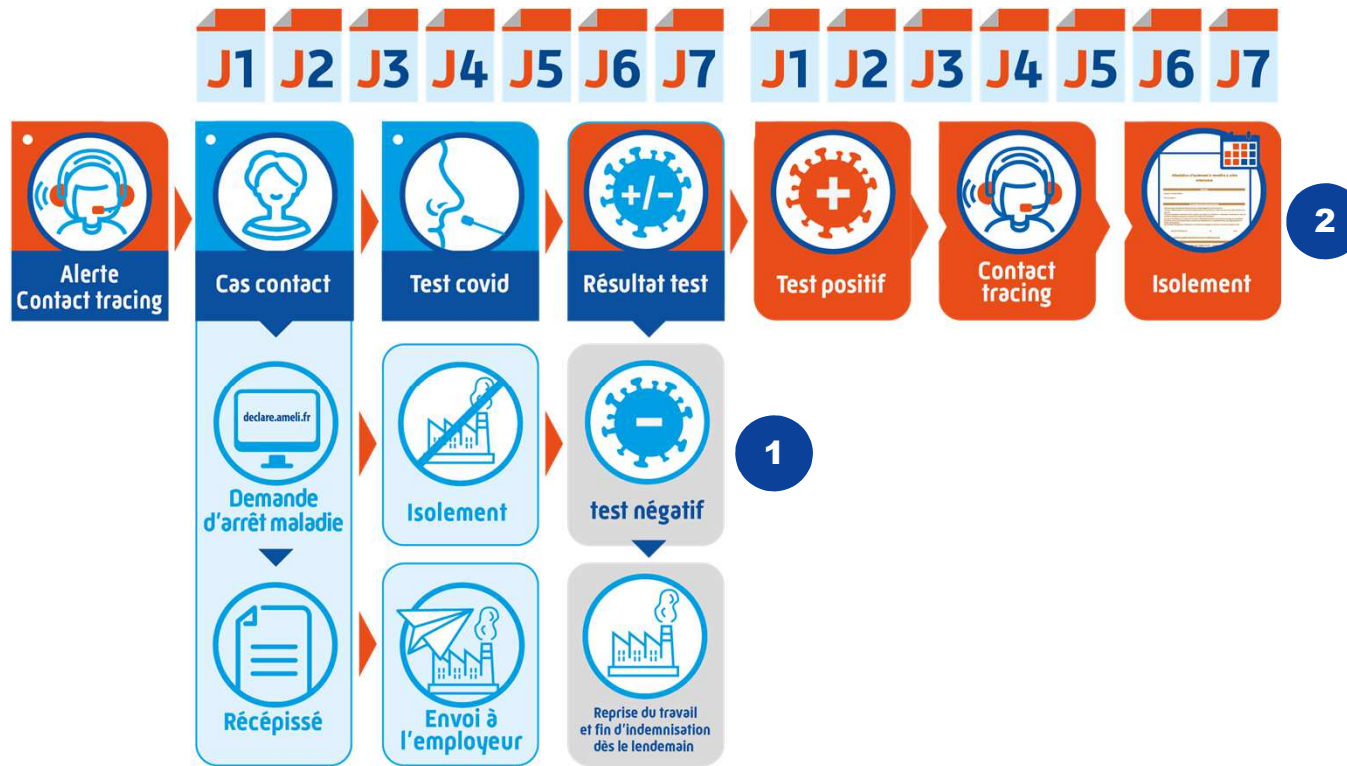 J1 J2 J3 J4 J5 J6 J7 J1 J2 J3 J4 J5 J6 J7
Alerte
Contact tracing
Cas contact
Test covid
+/-
Résultat test
+
Test positif
Contact
tracing
Isolement
2
declare.ameli.fr
Demande
d'arrêt maladie
Isolement
-
test négatif
1
Récépissé
Envoi à
l'employeur
Reprise du travail
et fin d'indemnisation
dès le lendemain